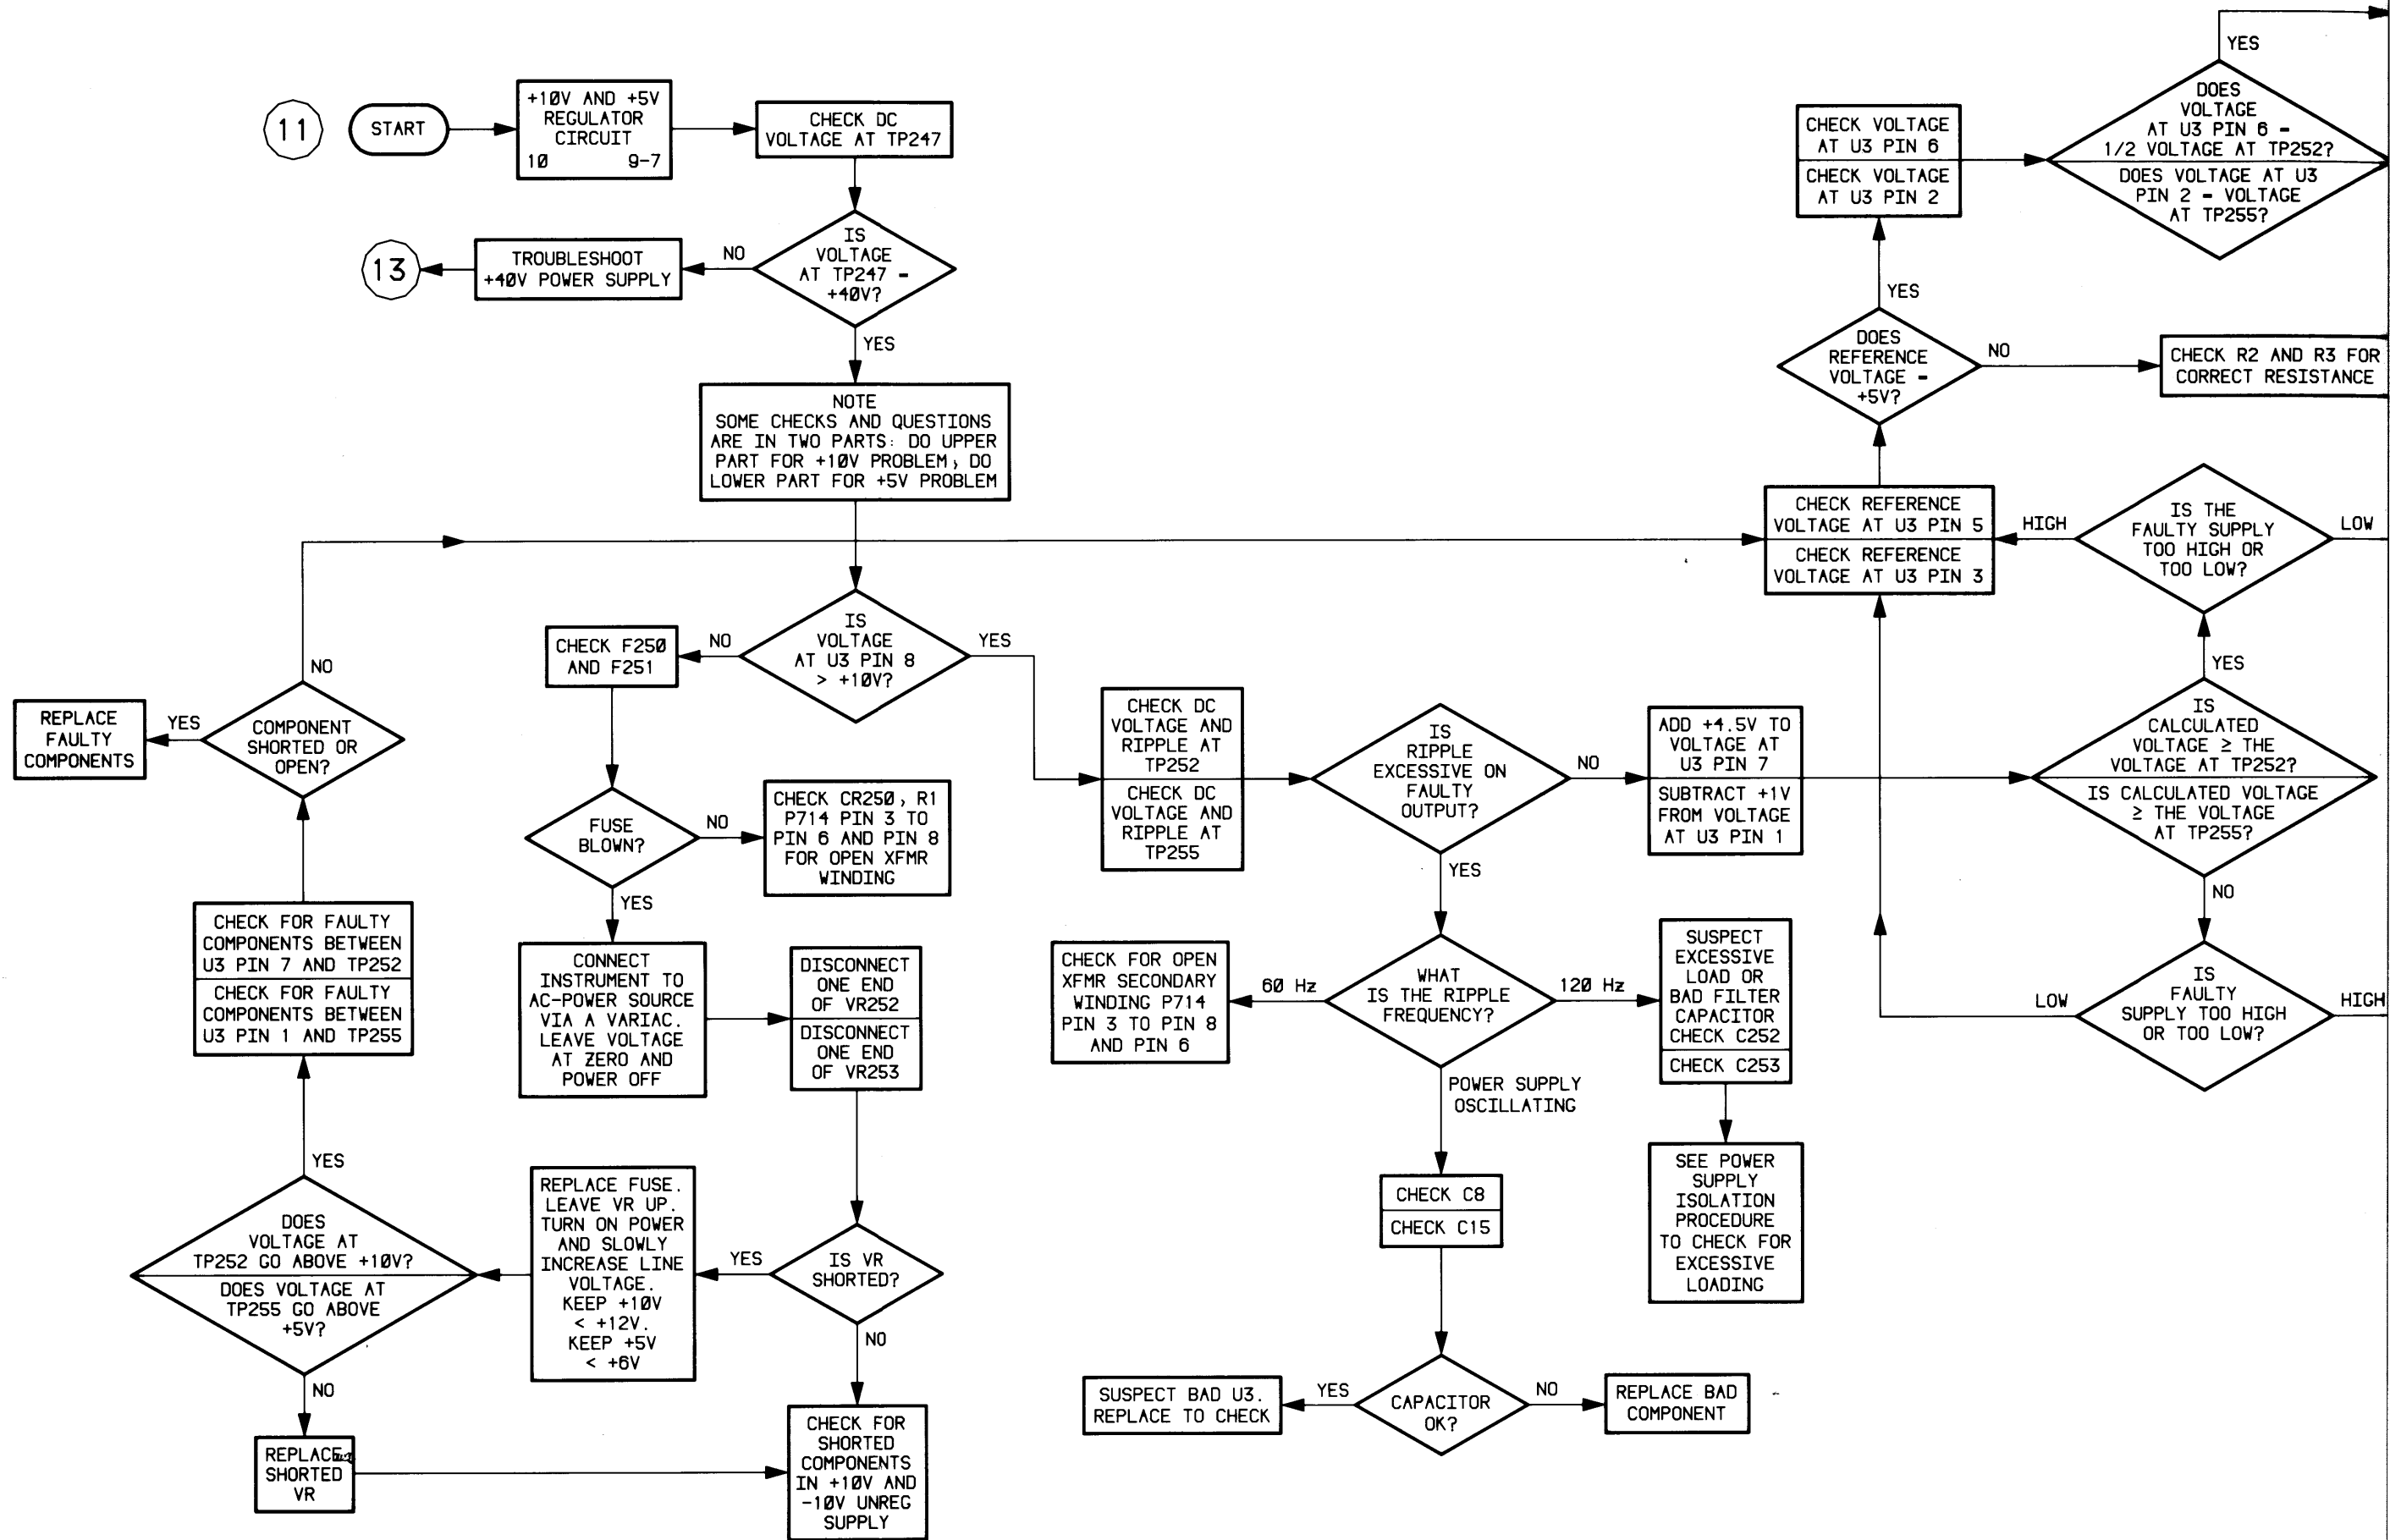 11
START
+10V AND +5V
REGULATOR
CIRCUIT
10 9-7
CHECK DC
VOLTAGE AT TP247
IS
VOLTAGE
AT TP247 =
+40V?
NO
TROUBLESHOOT
+40V POWER SUPPLY
13
YES
NOTE
SOME CHECKS AND QUESTIONS
ARE IN TWO PARTS: DO UPPER
PART FOR +10V PROBLEM, DO
LOWER PART FOR +5V PROBLEM
IS
VOLTAGE
AT U3 PIN 8
> +10V?
NO
YES
CHECK F250
AND F251
FUSE
BLOWN?
NO
CHECK CR250, R1
P714 PIN 3 TO
PIN 6 AND PIN 8
FOR OPEN XFMR
WINDING
YES
CONNECT
INSTRUMENT TO
AC-POWER SOURCE
VIA A VARIAC.
LEAVE VOLTAGE
AT ZERO AND
POWER OFF
DISCONNECT
ONE END
OF VR252
DISCONNECT
ONE END
OF VR253
IS VR
SHORTED?
YES
NO
REPLACE FUSE.
LEAVE VR UP.
TURN ON POWER
AND SLOWLY
INCREASE LINE
VOLTAGE.
KEEP +10V
< +12V.
KEEP +5V
< +6V
CHECK FOR
SHORTED
COMPONENTS
IN +10V AND
-10V UNREG
SUPPLY
DOES
VOLTAGE AT
TP252 GO ABOVE +10V?
DOES VOLTAGE AT
TP255 GO ABOVE
+5V?
NO
REPLACE
SHORTED
VR
YES
CHECK FOR FAULTY
COMPONENTS BETWEEN
U3 PIN 7 AND TP252
CHECK FOR FAULTY
COMPONENTS BETWEEN
U3 PIN 1 AND TP255
COMPONENT
SHORTED OR
OPEN?
YES
REPLACE
FAULTY
COMPONENTS
NO
CHECK DC
VOLTAGE AND
RIPPLE AT
TP252
CHECK DC
VOLTAGE AND
RIPPLE AT
TP255
IS
RIPPLE
EXCESSIVE ON
FAULTY
OUTPUT?
NO
YES
ADD +4.5V TO
VOLTAGE AT
U3 PIN 7
SUBTRACT +1V
FROM VOLTAGE
AT U3 PIN 1
WHAT
IS THE RIPPLE
FREQUENCY?
60 Hz
CHECK FOR OPEN
XFMR SECONDARY
WINDING P714
PIN 3 TO PIN 8
AND PIN 6
120 Hz
SUSPECT
EXCESSIVE
LOAD OR
BAD FILTER
CAPACITOR
CHECK C252
CHECK C253
SEE POWER
SUPPLY
ISOLATION
PROCEDURE
TO CHECK FOR
EXCESSIVE
LOADING
POWER SUPPLY
OSCILLATING
CHECK C8
CHECK C15
CAPACITOR
OK?
YES
SUSPECT BAD U3.
REPLACE TO CHECK
NO
REPLACE BAD
COMPONENT
IS
CALCULATED
VOLTAGE ≥ THE
VOLTAGE AT TP252?
IS CALCULATED VOLTAGE
≥ THE VOLTAGE
AT TP255?
YES
NO
IS THE
FAULTY SUPPLY
TOO HIGH OR
TOO LOW?
HIGH
LOW
IS
FAULTY
SUPPLY TOO HIGH
OR TOO LOW?
LOW
HIGH
CHECK REFERENCE
VOLTAGE AT U3 PIN 5
CHECK REFERENCE
VOLTAGE AT U3 PIN 3
DOES
REFERENCE
VOLTAGE =
+5V?
NO
CHECK R2 AND R3 FOR
CORRECT RESISTANCE
YES
CHECK VOLTAGE
AT U3 PIN 6
CHECK VOLTAGE
AT U3 PIN 2
DOES
VOLTAGE
AT U3 PIN 6 =
1/2 VOLTAGE AT TP252?
DOES VOLTAGE AT U3
PIN 2 = VOLTAGE
AT TP255?
YES